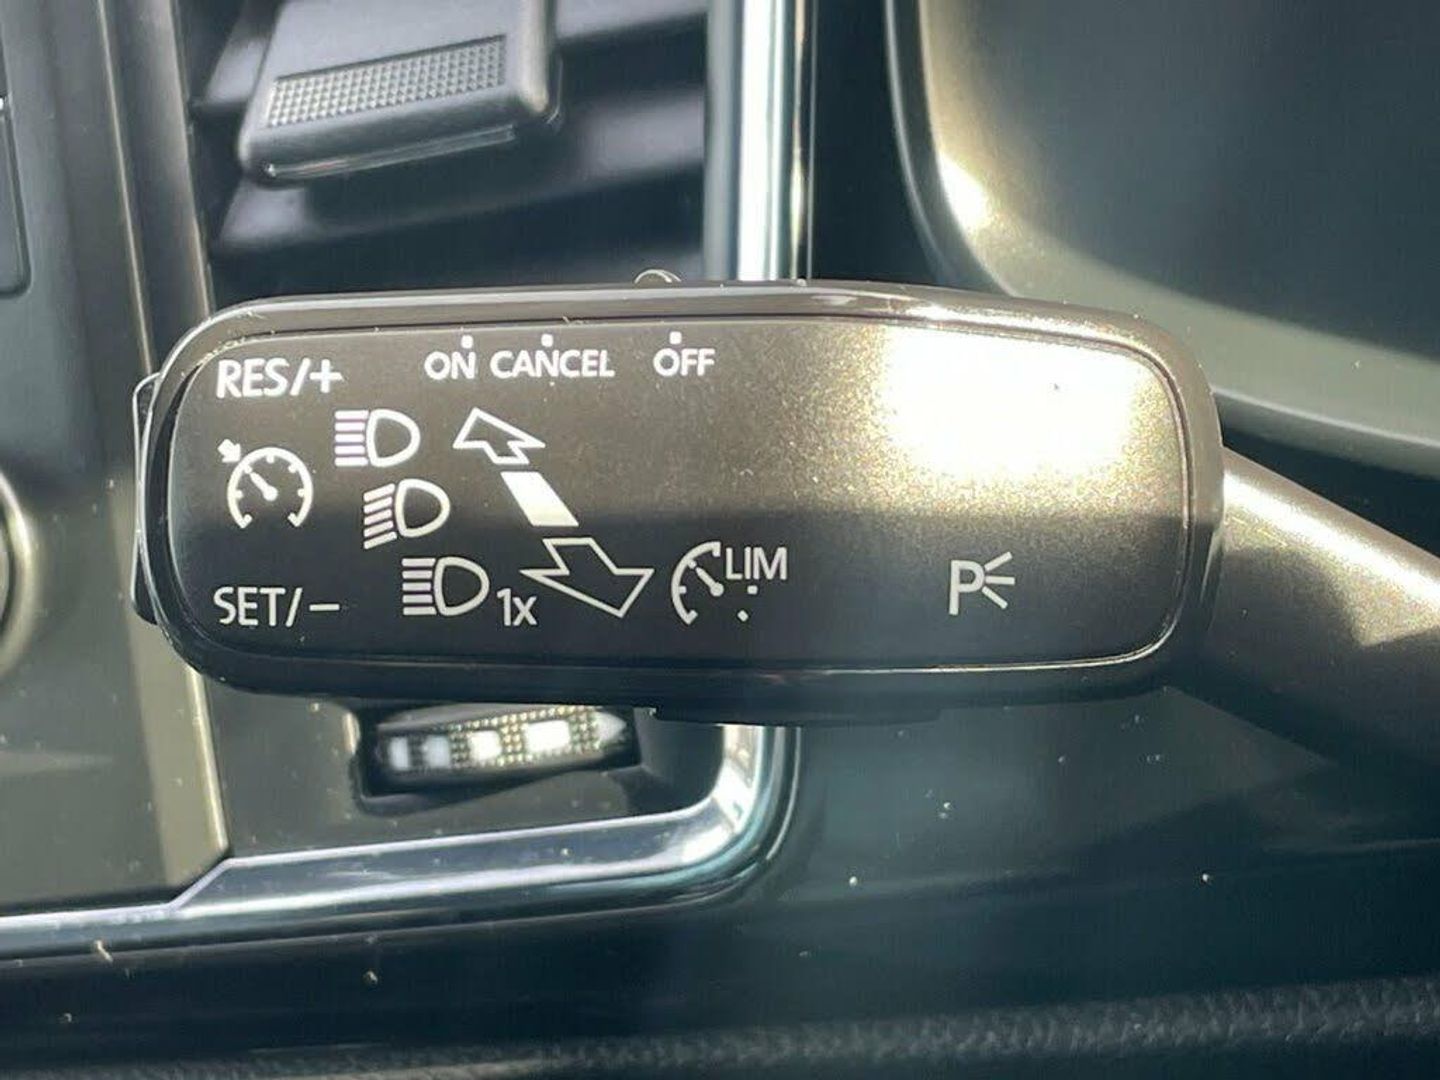 RES/+ ON CANCEL OFF
SET/− 1x LIM P